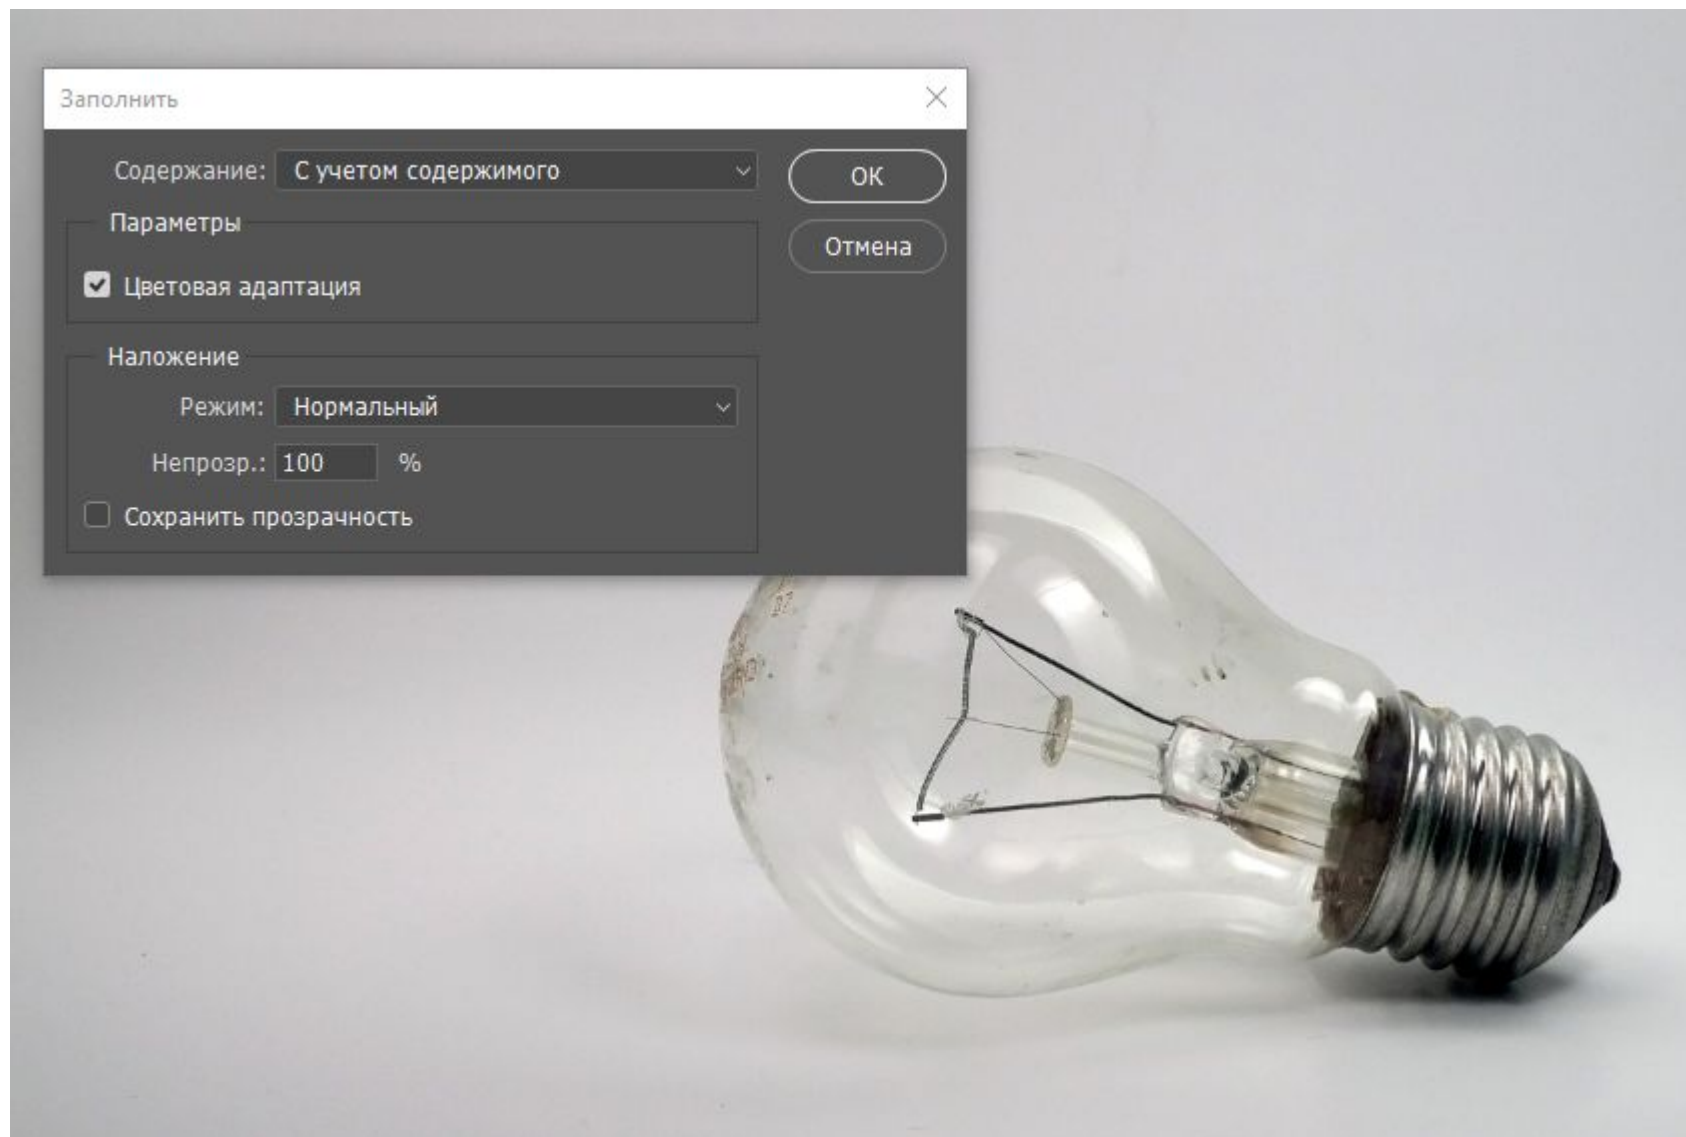 Заполнить
Содержание: С учетом содержимого
ОК
Параметры
Отмена
Цветовая адаптация
Наложение
Режим: Нормальный
Непрозр.: 100 %
Сохранить прозрачность